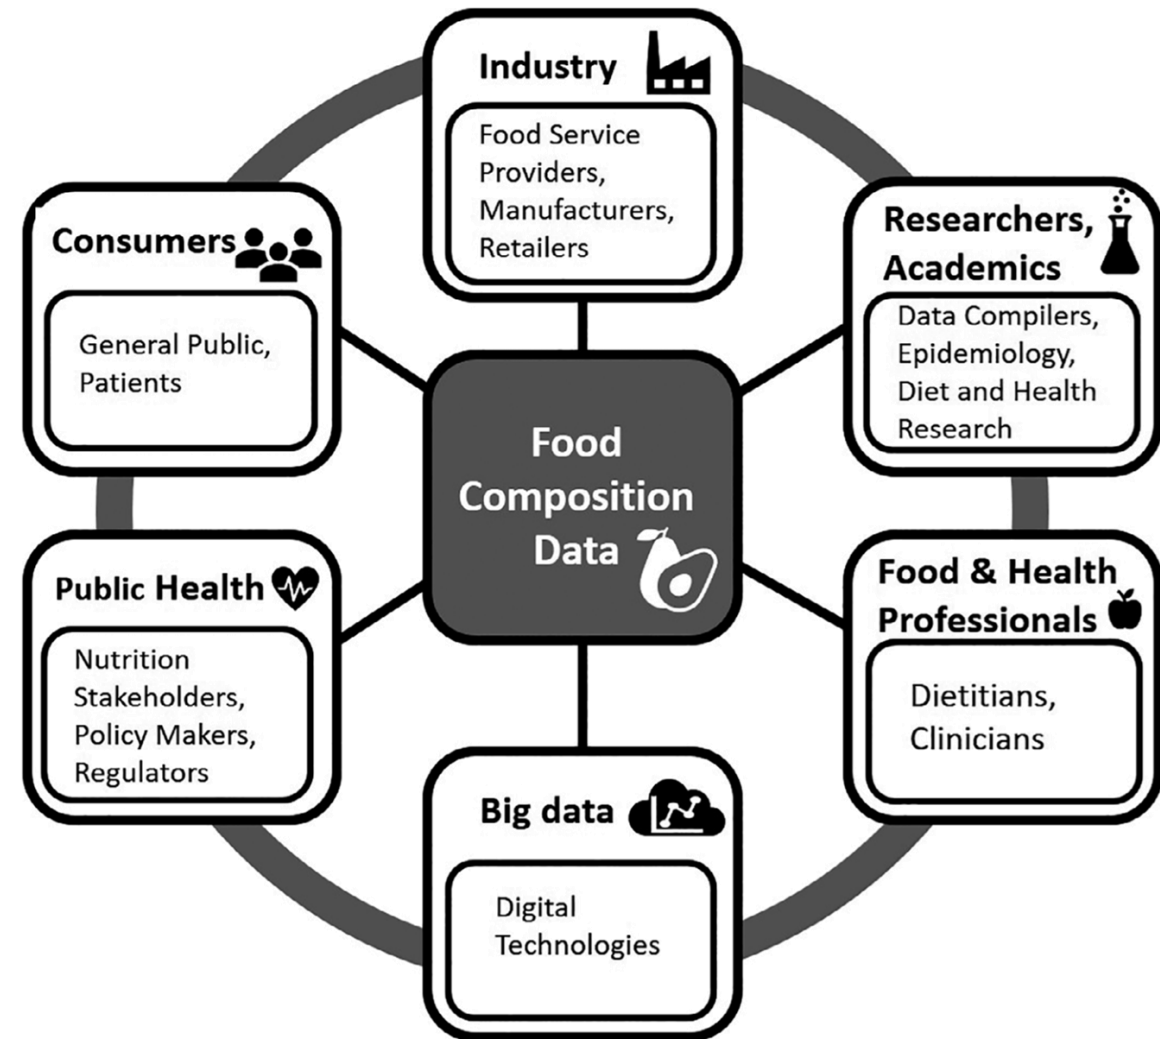 Industry
Food Service
Providers,
Manufacturers,
Retailers
Consumers
General Public,
Patients
Researchers,
Academics
Data Compilers,
Epidemiology,
Diet and Health
Research
Food
Composition
Data
Public Health
Nutrition
Stakeholders,
Policy Makers,
Regulators
Food & Health
Professionals
Dietitians,
Clinicians
Big data
Digital
Technologies